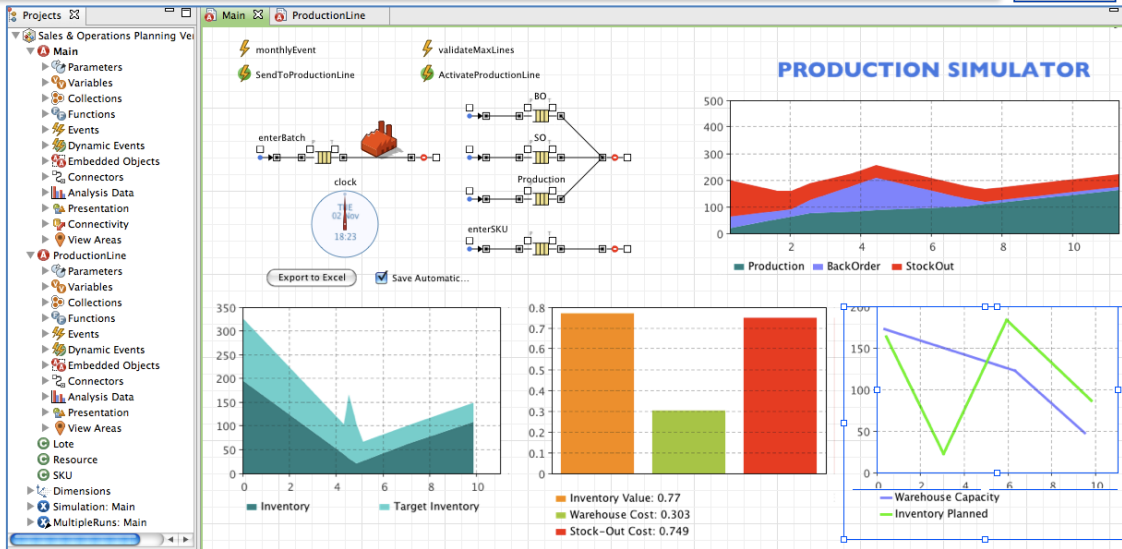 Projects
Main
ProductionLine
Sales & Operations Planning Ve
Main
Parameters
Variables
Collections
Functions
Events
Dynamic Events
Embedded Objects
Connectors
Analysis Data
Presentation
Connectivity
View Areas
ProductionLine
Parameters
Variables
Collections
Functions
Events
Dynamic Events
Embedded Objects
Connectors
Analysis Data
Presentation
View Areas
Lote
Resource
SKU
Dimensions
Simulation: Main
MultipleRuns: Main
monthlyEvent
validateMaxLines
SendToProductionLine
ActivateProductionLine
BO
enterBatch
SO
clock
Production
TUE
02 Nov
18:23
enterSKU
Export to Excel
Save Automatic...
PRODUCTION SIMULATOR
500
400
300
200
100
0
2 4 6 8 10
Production BackOrder StockOut
350
300
250
200
150
100
50
0
0 2 4 6 8 10
Inventory Target Inventory
0.8
0.7
0.6
0.5
0.4
0.3
0.2
0.1
0
Inventory Value: 0.77
Warehouse Cost: 0.303
Stock-Out Cost: 0.749
200
150
100
50
0
0 2 4 6 8 10
Warehouse Capacity
Inventory Planned